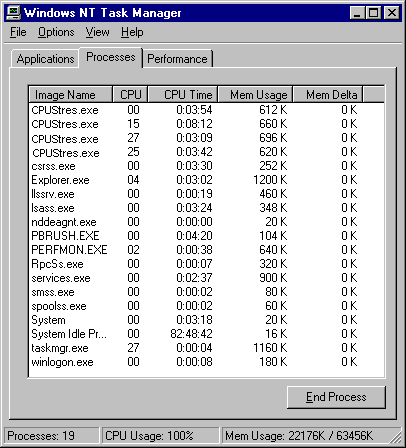 Windows NT Task Manager
File Options View Help
Applications Processes Performance
Image Name CPU CPU Time Mem Usage Mem Delta
CPUStres.exe 00 0:03:54 612 K 0 K
CPUStres.exe 15 0:08:12 660 K 0 K
CPUStres.exe 27 0:03:09 696 K 0 K
CPUStres.exe 25 0:03:42 620 K 0 K
csrss.exe 00 0:03:30 252 K 0 K
Explorer.exe 04 0:03:02 1200 K 0 K
llssrv.exe 00 0:00:19 460 K 0 K
lsass.exe 00 0:03:24 348 K 0 K
nddeagnt.exe 00 0:00:00 20 K 0 K
PBRUSH.EXE 00 0:04:20 104 K 0 K
PERFMON.EXE 02 0:00:38 640 K 0 K
RpcSs.exe 00 0:00:07 320 K 0 K
services.exe 00 0:02:37 900 K 0 K
smss.exe 00 0:00:02 80 K 0 K
spoolss.exe 00 0:00:02 60 K 0 K
System 00 0:03:18 20 K 0 K
System Idle Pr... 00 82:48:42 16 K 0 K
taskmgr.exe 27 0:00:04 1160 K 0 K
winlogon.exe 00 0:00:08 180 K 0 K
End Process
Processes: 19 CPU Usage: 100% Mem Usage: 22176K / 63456K